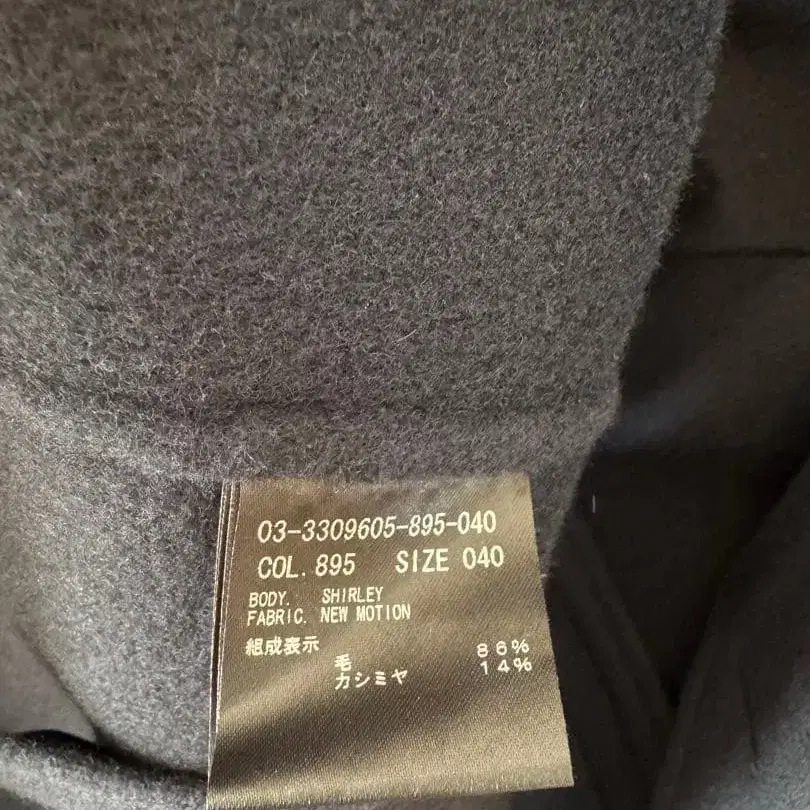 03-3309605-895-040
COL. 895 SIZE 040
BODY. SHIRLEY
FABRIC. NEW MOTION
組成表示
毛 86%
カシミヤ 14%